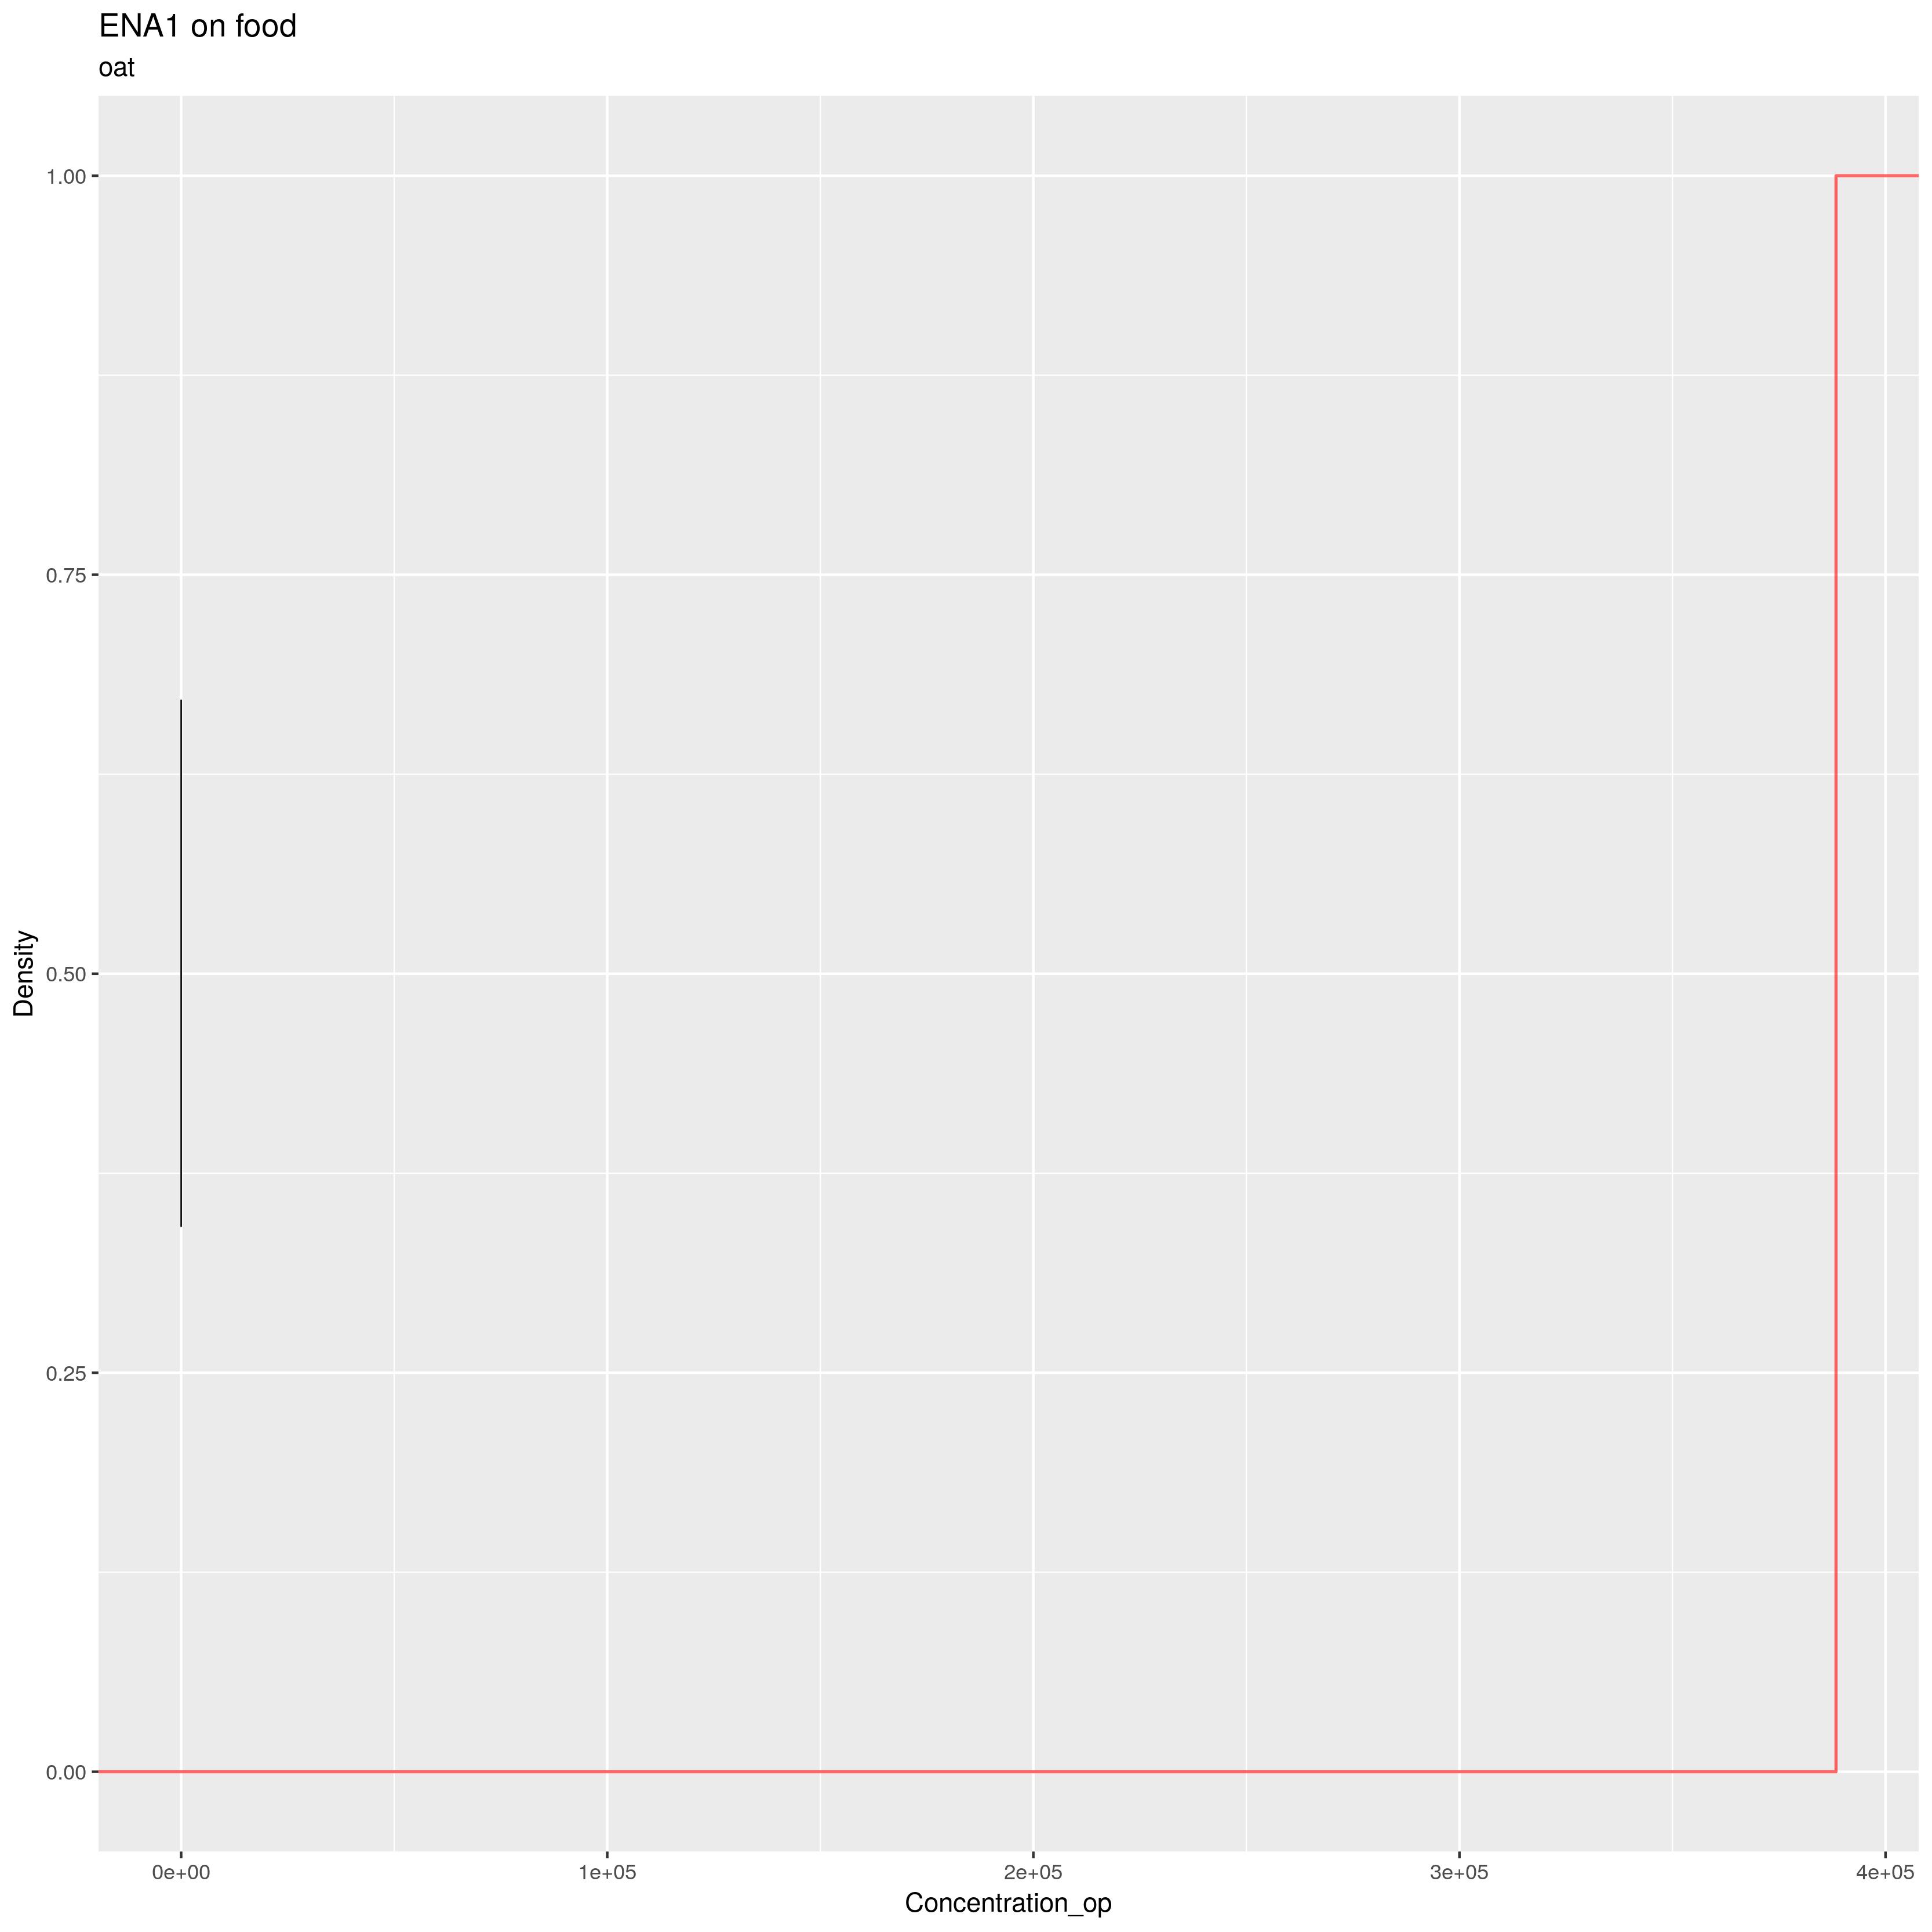 ENA1 on food
oat
1.00
0.75
0.50
0.25
0.00
Density
0e+00
1e+05
2e+05
3e+05
4e+05
Concentration_op